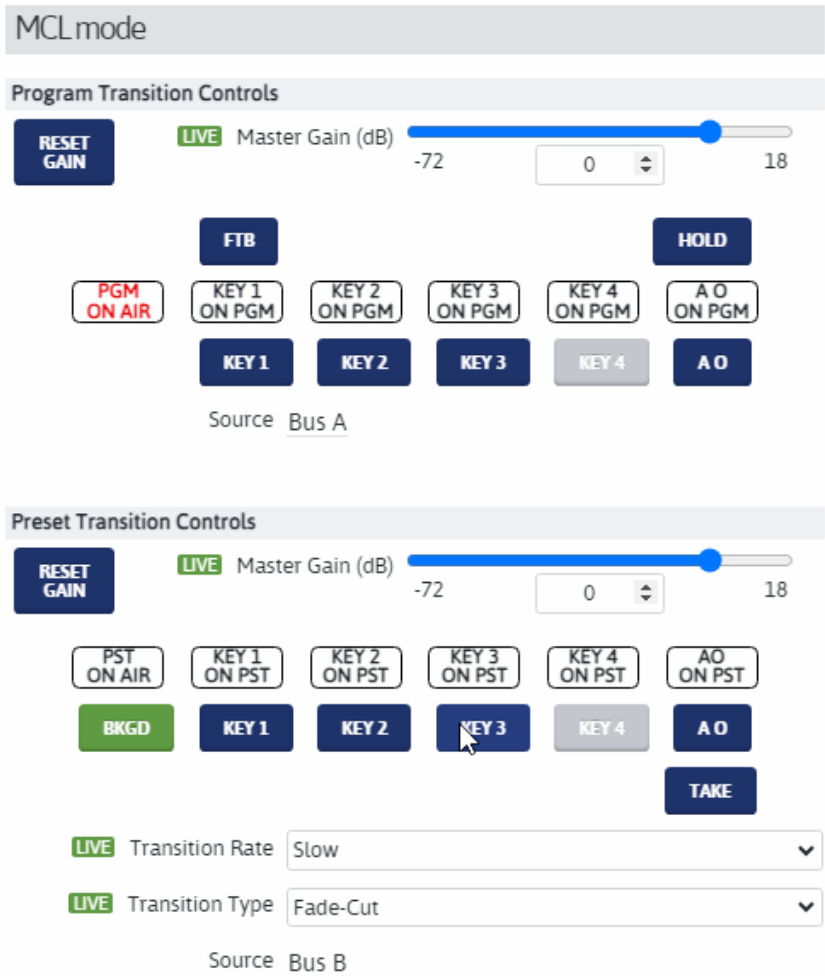 MCL mode
Program Transition Controls
RESET GAIN
LIVE Master Gain (dB)
-72 0 18
FTB HOLD
PGM ON AIR
KEY 1 ON PGM
KEY 2 ON PGM
KEY 3 ON PGM
KEY 4 ON PGM
A O ON PGM
KEY 1 KEY 2 KEY 3 KEY 4 A O
Source Bus A
Preset Transition Controls
RESET GAIN
LIVE Master Gain (dB)
-72 0 18
PST ON AIR
KEY 1 ON PST
KEY 2 ON PST
KEY 3 ON PST
KEY 4 ON PST
AO ON PST
BKGD KEY 1 KEY 2 KEY 3 KEY 4 A O
TAKE
LIVE Transition Rate Slow
LIVE Transition Type Fade-Cut
Source Bus B